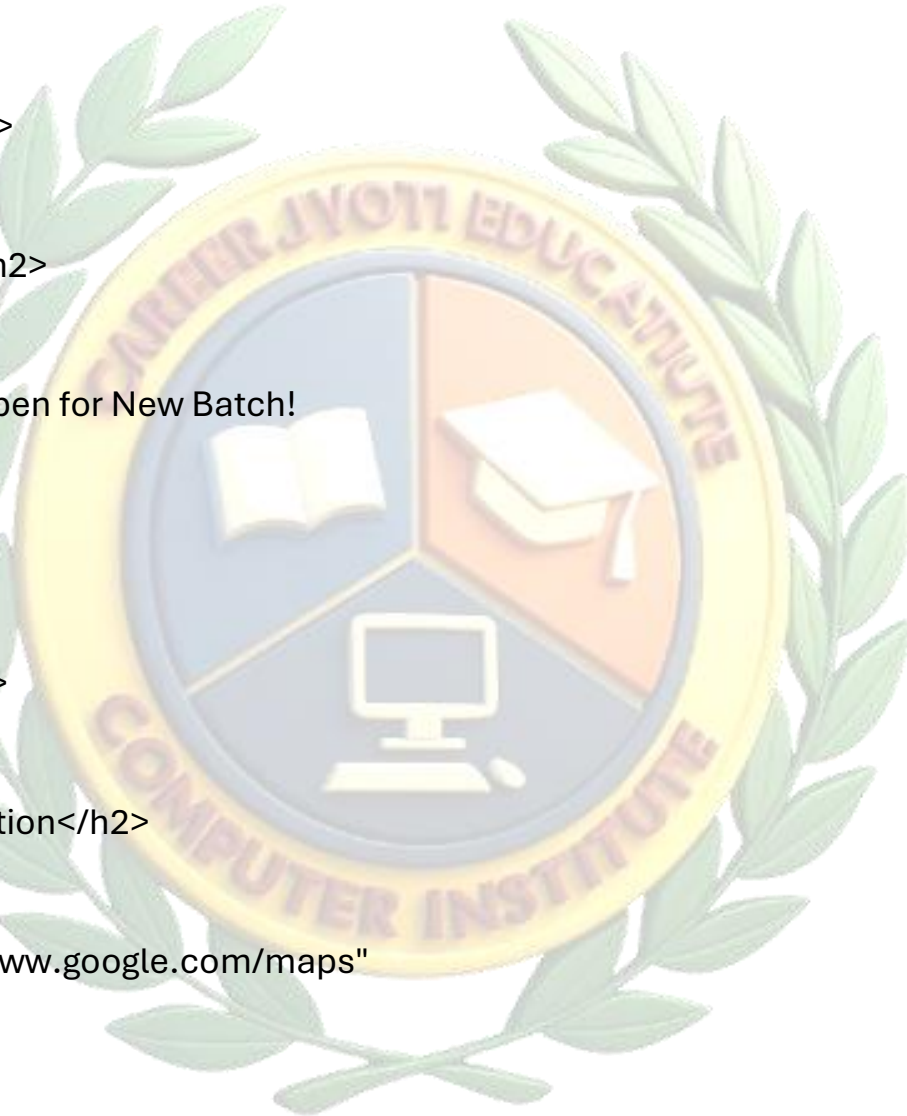 >
h2>
CAREER JYOTI EDUCATIUTE
pen for New Batch!
>
tion</h2>
COMPUTER INSTITUTE
ww.google.com/maps"